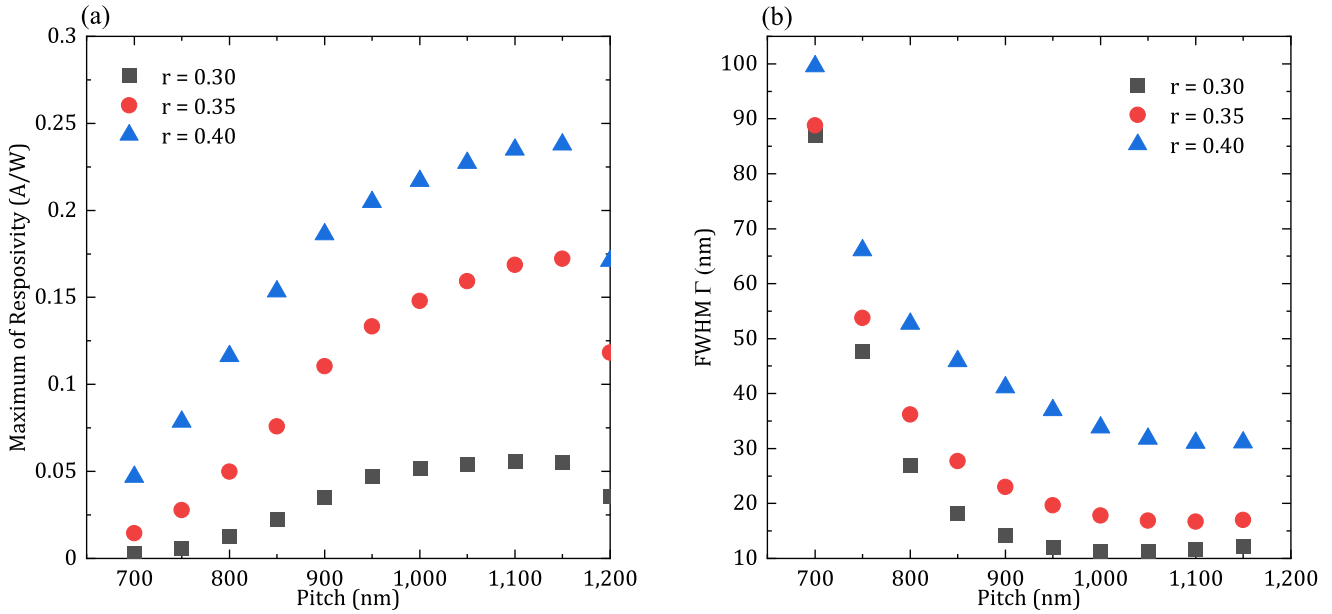 (a)
0.3
0.25
0.2
0.15
0.1
0.05
0
Maximum of Resposivity (A/W)
r = 0.30
r = 0.35
r = 0.40
700
800
900
1,000
1,100
1,200
Pitch (nm)
(b)
100
90
80
70
60
50
40
30
20
10
FWHM Γ (nm)
r = 0.30
r = 0.35
r = 0.40
700
800
900
1,000
1,100
1,200
Pitch (nm)